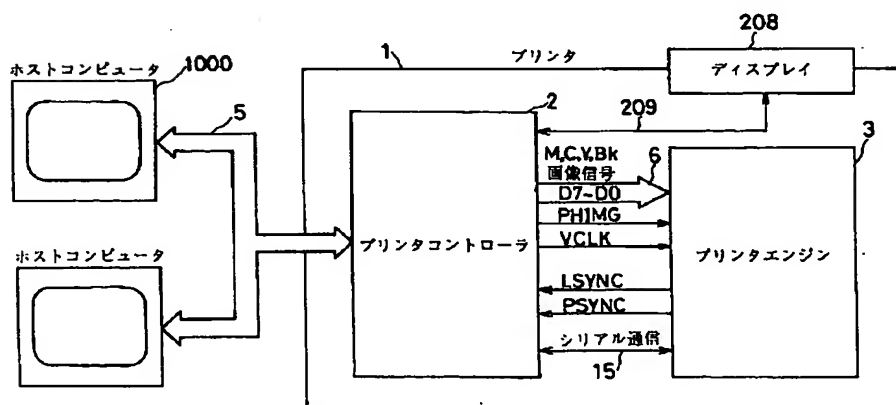 208
1
プリンタ
ディスプレイ
ホストコンピュータ
1000
5
2
209
3
M,C,Y,Bk
画像信号
6
D7~D0
PHIMG
VCLK
プリンタコントローラ
プリンタエンジン
LSYNC
PSYNC
ホストコンピュータ
シリアル通信
15